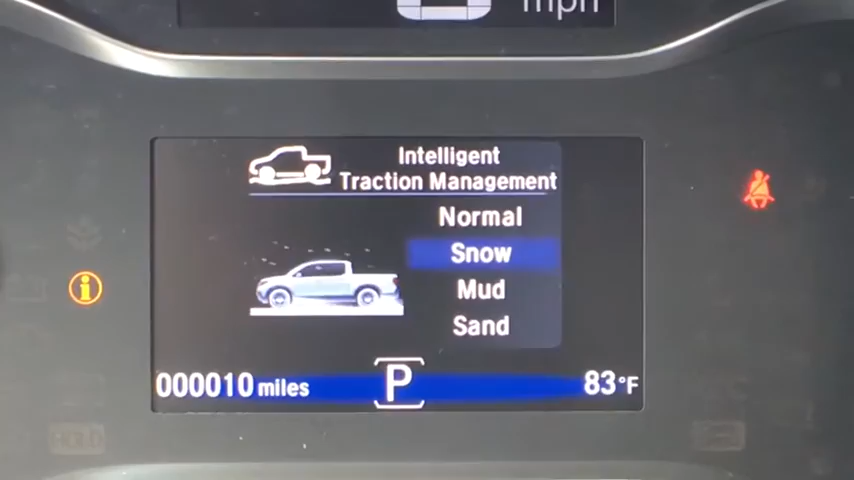 mph
Intelligent
Traction Management
Normal
Snow
Mud
Sand
000010 miles P 83°F